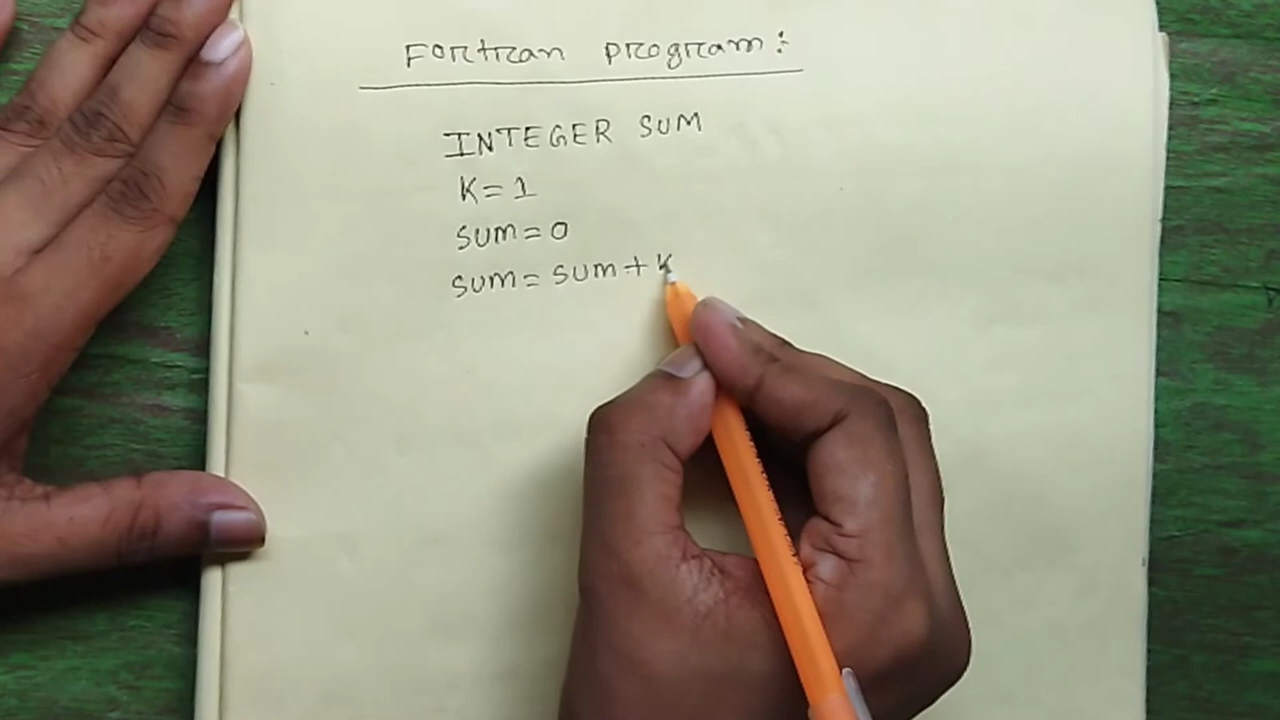 Fortran program:
INTEGER SUM
K=1
SUM=0
SUM=SUM+K